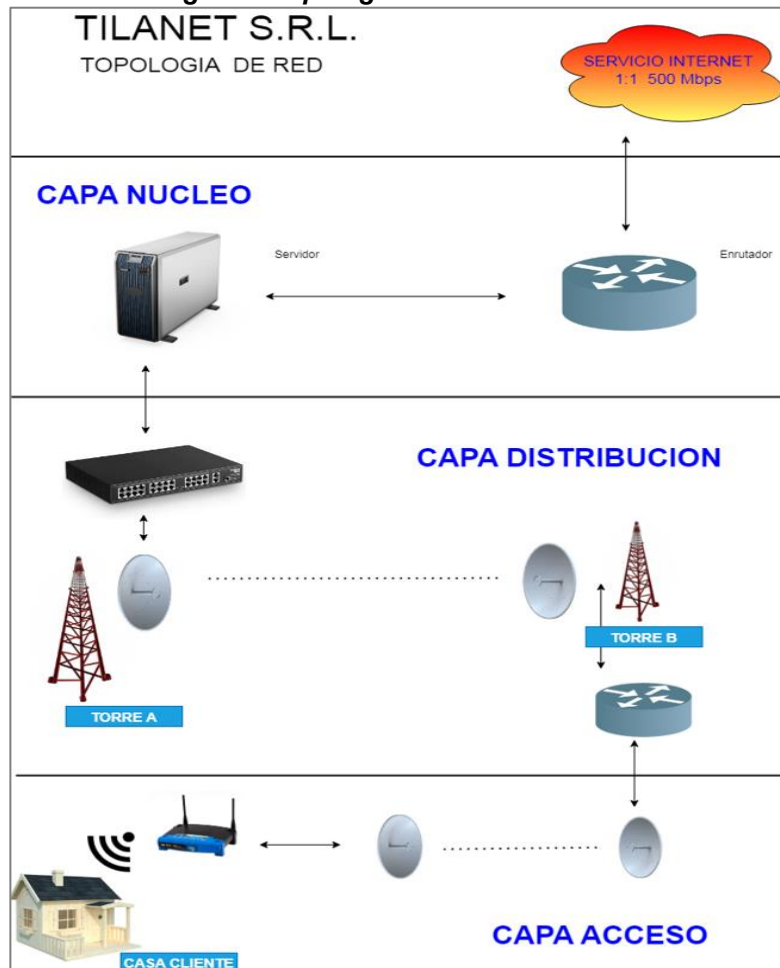 TILANET S.R.L.
TOPOLOGIA DE RED
SERVICIO INTERNET
1:1 500 Mbps
CAPA NUCLEO
Servidor
Enrutador
CAPA DISTRIBUCION
TORRE B
TORRE A
CAPA ACCESO
CASA CLIENTE